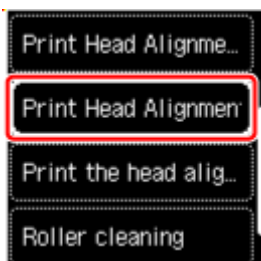 Print Head Alignme...
Print Head Alignmen
Print the head alig...
Roller cleaning